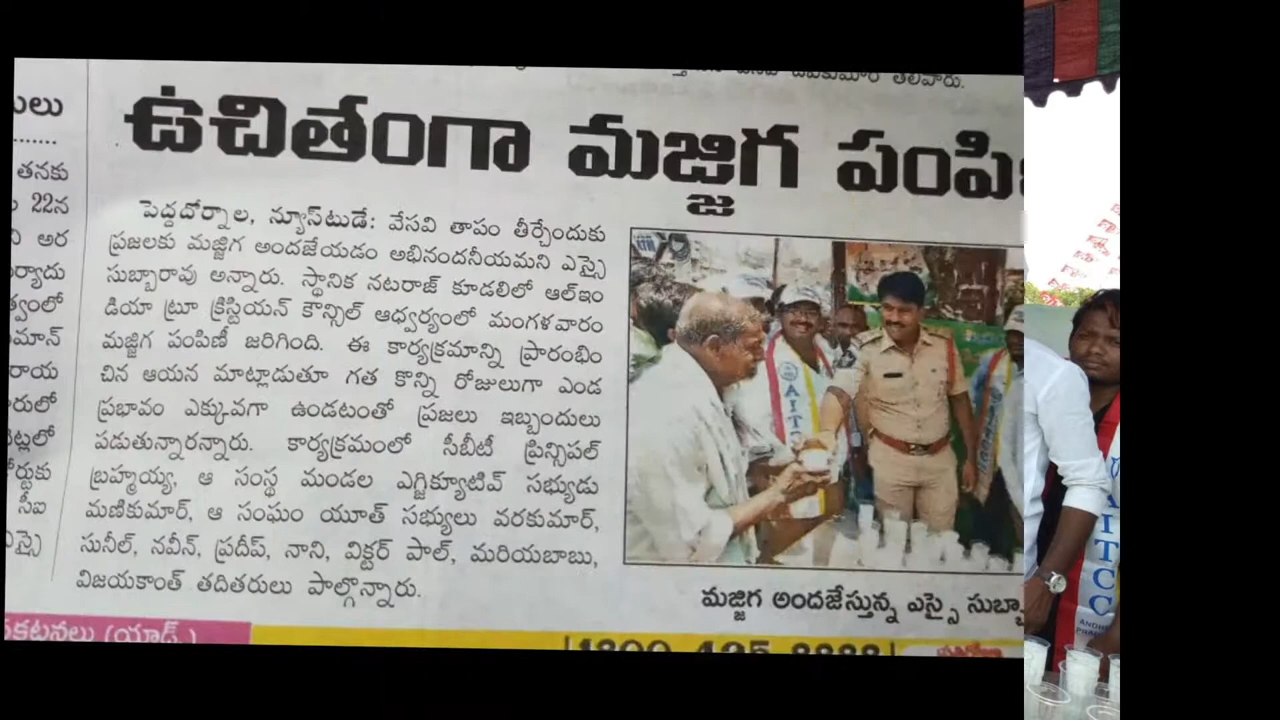 తెలిపారు.
ఉచితంగా మజ్జిగ పంపి
పెద్దదోర్నాల, న్యూస్‌టుడే: వేసవి తాపం తీర్చేందుకు
ప్రజలకు మజ్జిగ అందజేయడం అభినందనీయమని ఎస్సై
సుబ్బారావు అన్నారు. స్థానిక నటరాజ్ కూడలిలో ఆల్ఇం
డియా ట్రూ క్రిస్టియన్ కౌన్సిల్ ఆధ్వర్యంలో మంగళవారం
మజ్జిగ పంపిణీ జరిగింది. ఈ కార్యక్రమాన్ని ప్రారంభిం
చిన ఆయన మాట్లాడుతూ గత కొన్ని రోజులుగా ఎండ
ప్రభావం ఎక్కువగా ఉండటంతో ప్రజలు ఇబ్బందులు
పడుతున్నారన్నారు. కార్యక్రమంలో సీబీటీ ప్రిన్సిపల్
బ్రహ్మయ్య, ఆ సంస్థ మండల ఎగ్జిక్యూటివ్ సభ్యుడు
మణికుమార్, ఆ సంఘం యూత్ సభ్యులు వరకుమార్,
సునీల్, నవీన్, ప్రదీప్, నాని, విక్టర్ పాల్, మరియబాబు,
విజయకాంత్ తదితరులు పాల్గొన్నారు.
మజ్జిగ అందజేస్తున్న ఎస్సై సుబ్బా
తనకు
22న
అర
సీఐ
AITC
AITCC